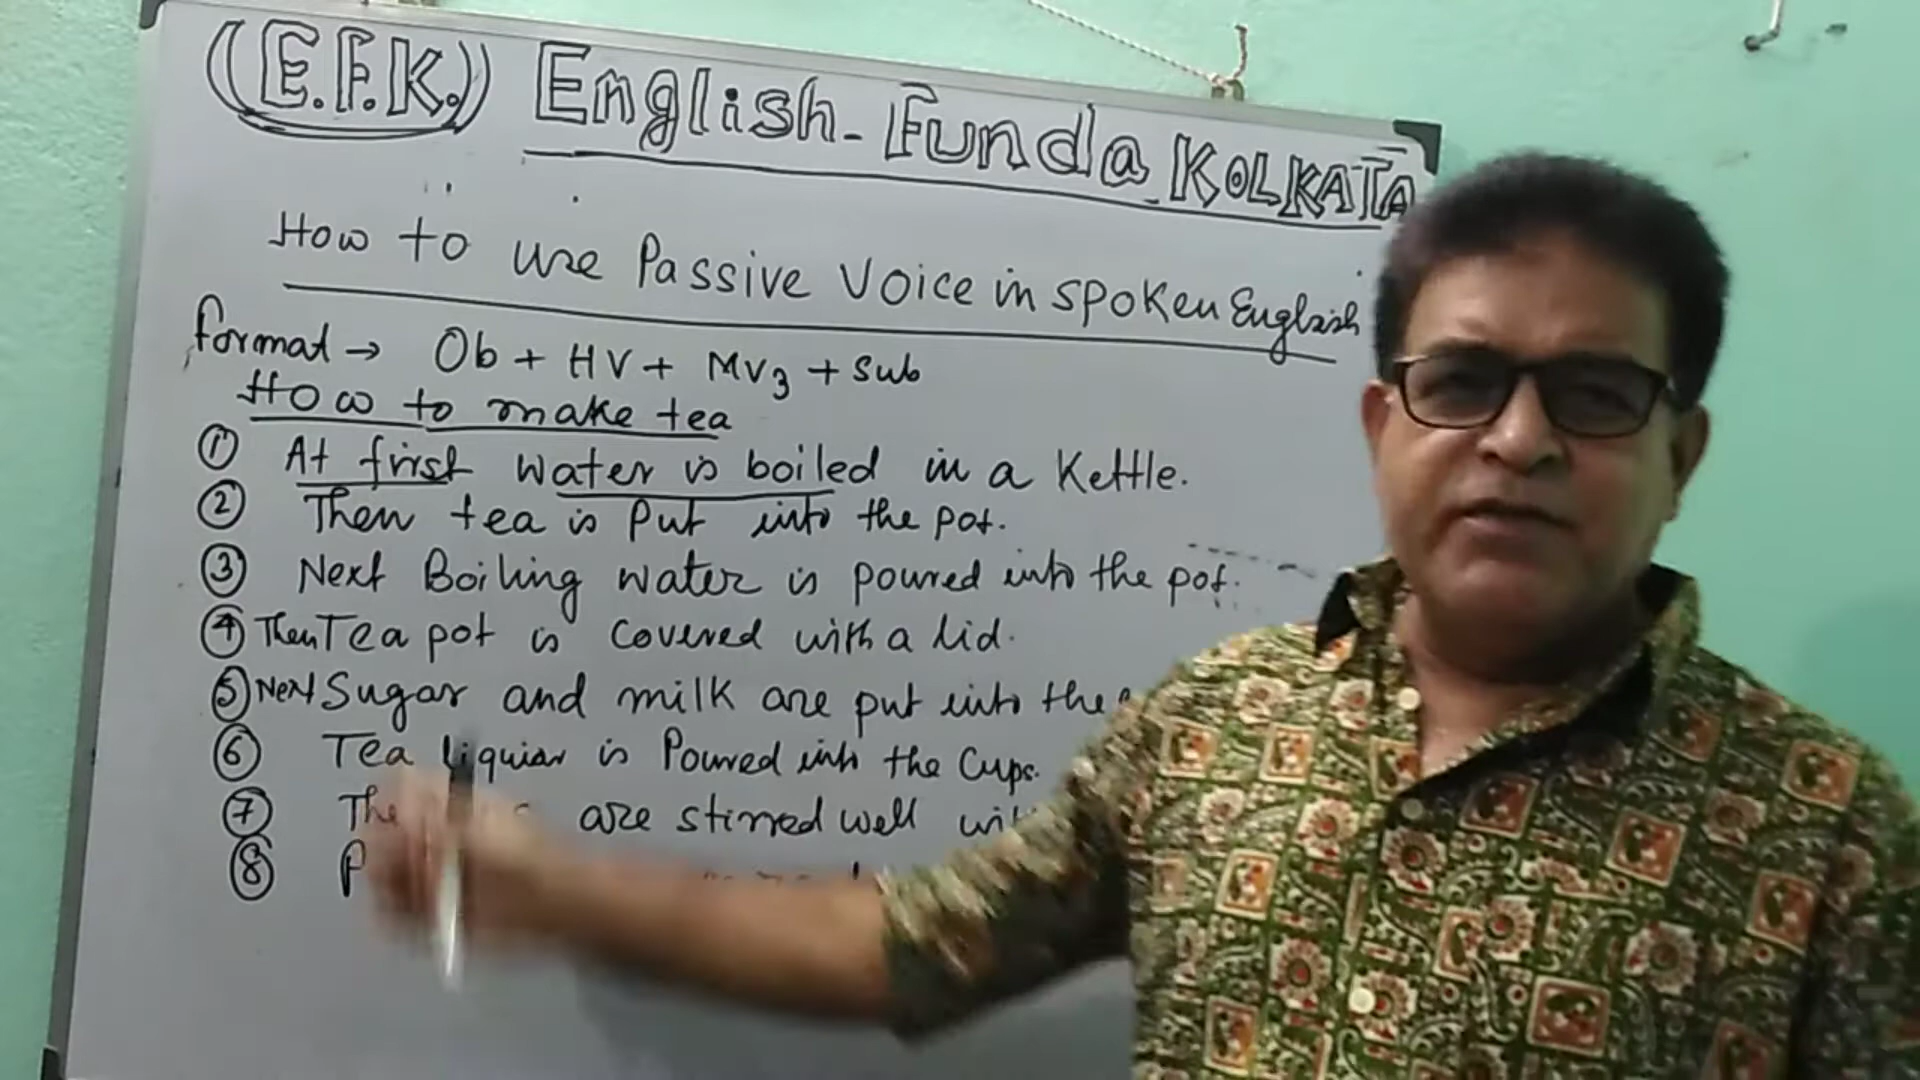 (E.F.K.) English-Funda KOLKATA
How to use Passive Voice in Spoken English
format → Ob + HV + MV3 + Sub
How to make tea
① At first water is boiled in a Kettle.
② Then tea is Put into the pot.
③ Next Boiling water is poured into the pot.
④ Then Tea pot is covered with a lid.
⑤ Next Sugar and milk are put into the
⑥ Tea liquiar is Poured into the Cups.
⑦ are stirred well
⑧